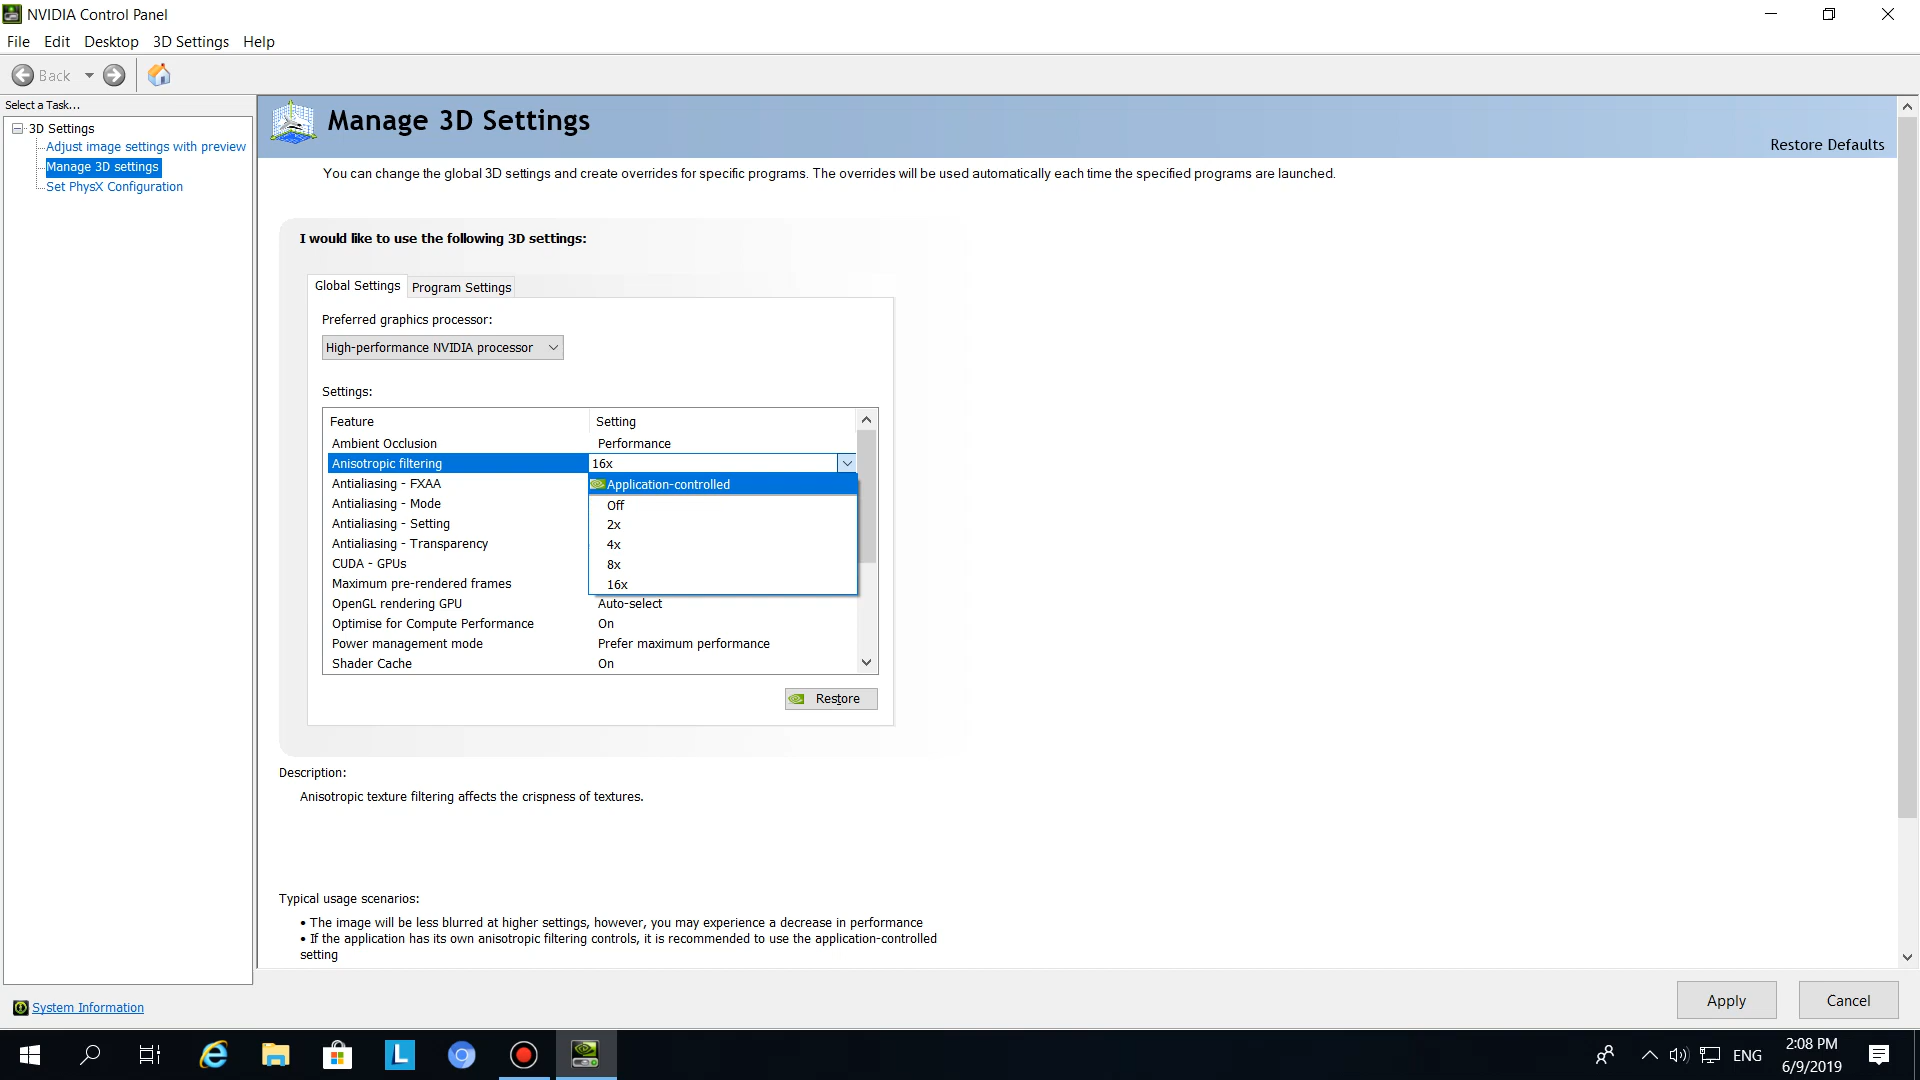 NVIDIA Control Panel
File Edit Desktop 3D Settings Help
Back
Select a Task...
3D Settings
Adjust image settings with preview
Manage 3D settings
Set PhysX Configuration
Manage 3D Settings
Restore Defaults
You can change the global 3D settings and create overrides for specific programs. The overrides will be used automatically each time the specified programs are launched.
I would like to use the following 3D settings:
Global Settings Program Settings
Preferred graphics processor:
High-performance NVIDIA processor
Settings:
Feature Setting
Ambient Occlusion Performance
Anisotropic filtering 16x
Antialiasing - FXAA Application-controlled
Antialiasing - Mode Off
Antialiasing - Setting 2x
Antialiasing - Transparency 4x
CUDA - GPUs 8x
Maximum pre-rendered frames 16x
OpenGL rendering GPU Auto-select
Optimise for Compute Performance On
Power management mode Prefer maximum performance
Shader Cache On
Restore
Description:
Anisotropic texture filtering affects the crispness of textures.
Typical usage scenarios:
• The image will be less blurred at higher settings, however, you may experience a decrease in performance
• If the application has its own anisotropic filtering controls, it is recommended to use the application-controlled
setting
System Information
Apply Cancel
L
ENG
2:08 PM
6/9/2019